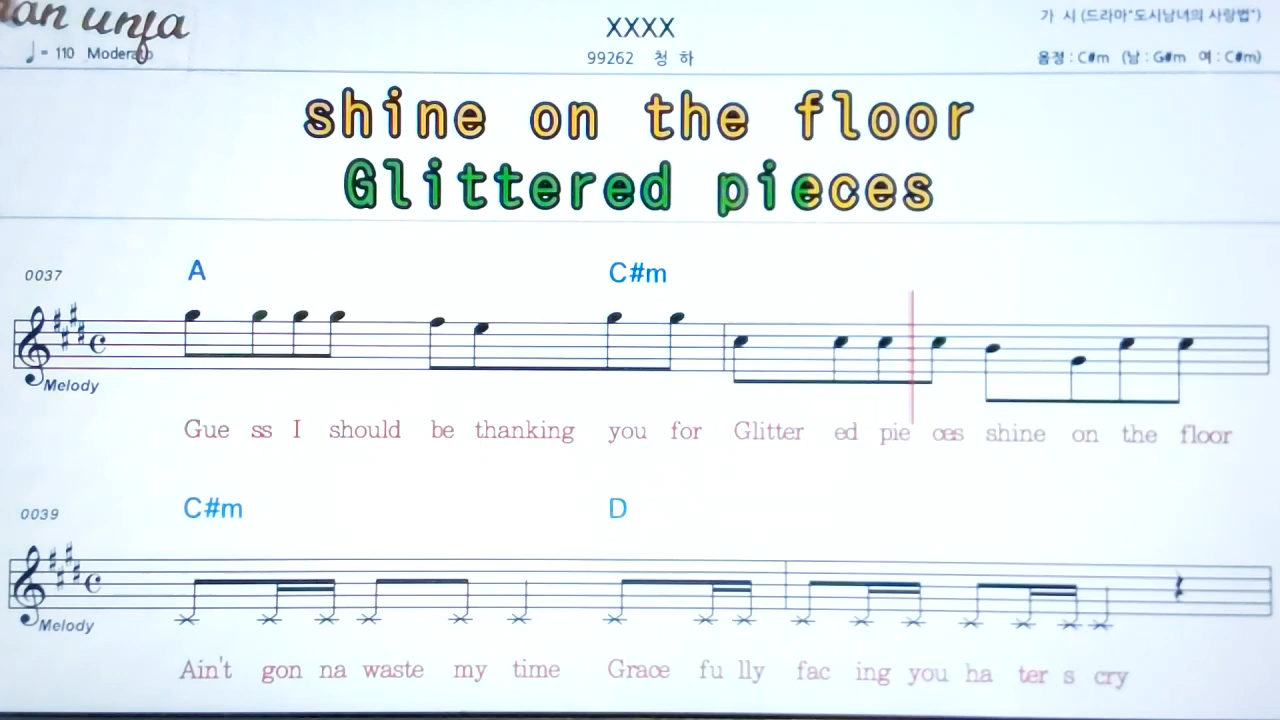 XXXX
가 시 (드라마"도시남녀의 사랑법")
♩= 110 Moderato
99262 청 하
음정 : C#m (남 : G#m 여 : C#m)
shine on the floor
Glittered pieces
0037 A C#m
Melody
Gue ss I should be thanking you for Glitter ed pie ces shine on the floor
0039 C#m D
Melody
Ain't gon na waste my time Grace fu lly fac ing you ha ter s cry